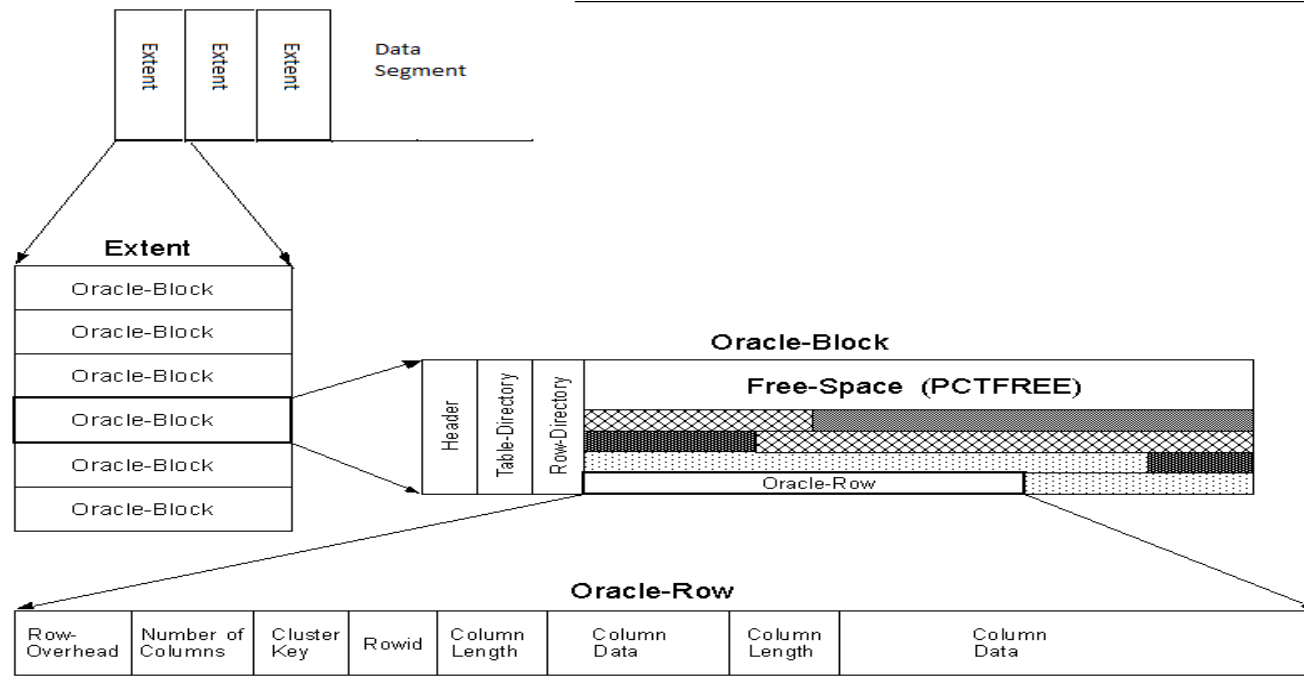 Extent
Extent
Extent
Data
Segment
Extent
Oracle-Block
Oracle-Block
Oracle-Block
Oracle-Block
Oracle-Block
Oracle-Block
Oracle-Block
Header
Table-Directory
Row-Directory
Free-Space (PCTFREE)
Oracle-Row
Oracle-Row
Row-
Overhead
Number of
Columns
Cluster
Key
Rowid
Column
Length
Column
Data
Column
Length
Column
Data